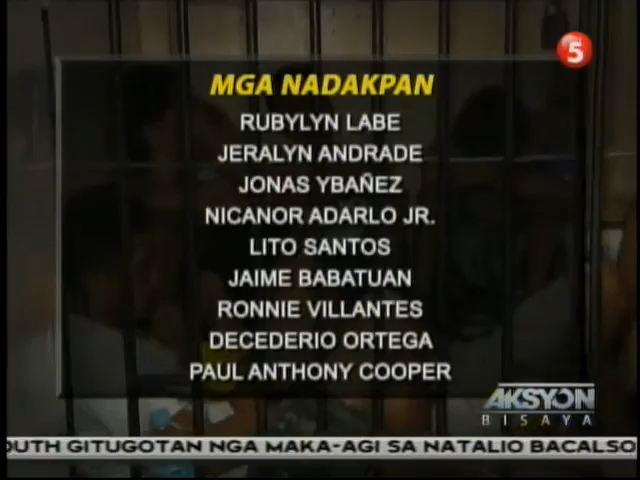 5
MGA NADAKPAN
RUBYLYN LABE
JERALYN ANDRADE
JONAS YBAÑEZ
NICANOR ADARLO JR.
LITO SANTOS
JAIME BABATUAN
RONNIE VILLANTES
DECEDERIO ORTEGA
PAUL ANTHONY COOPER
AKSYON
BISAYA
OUTH GITUGOTAN NGA MAKA-AGI SA NATALIO BACALSO